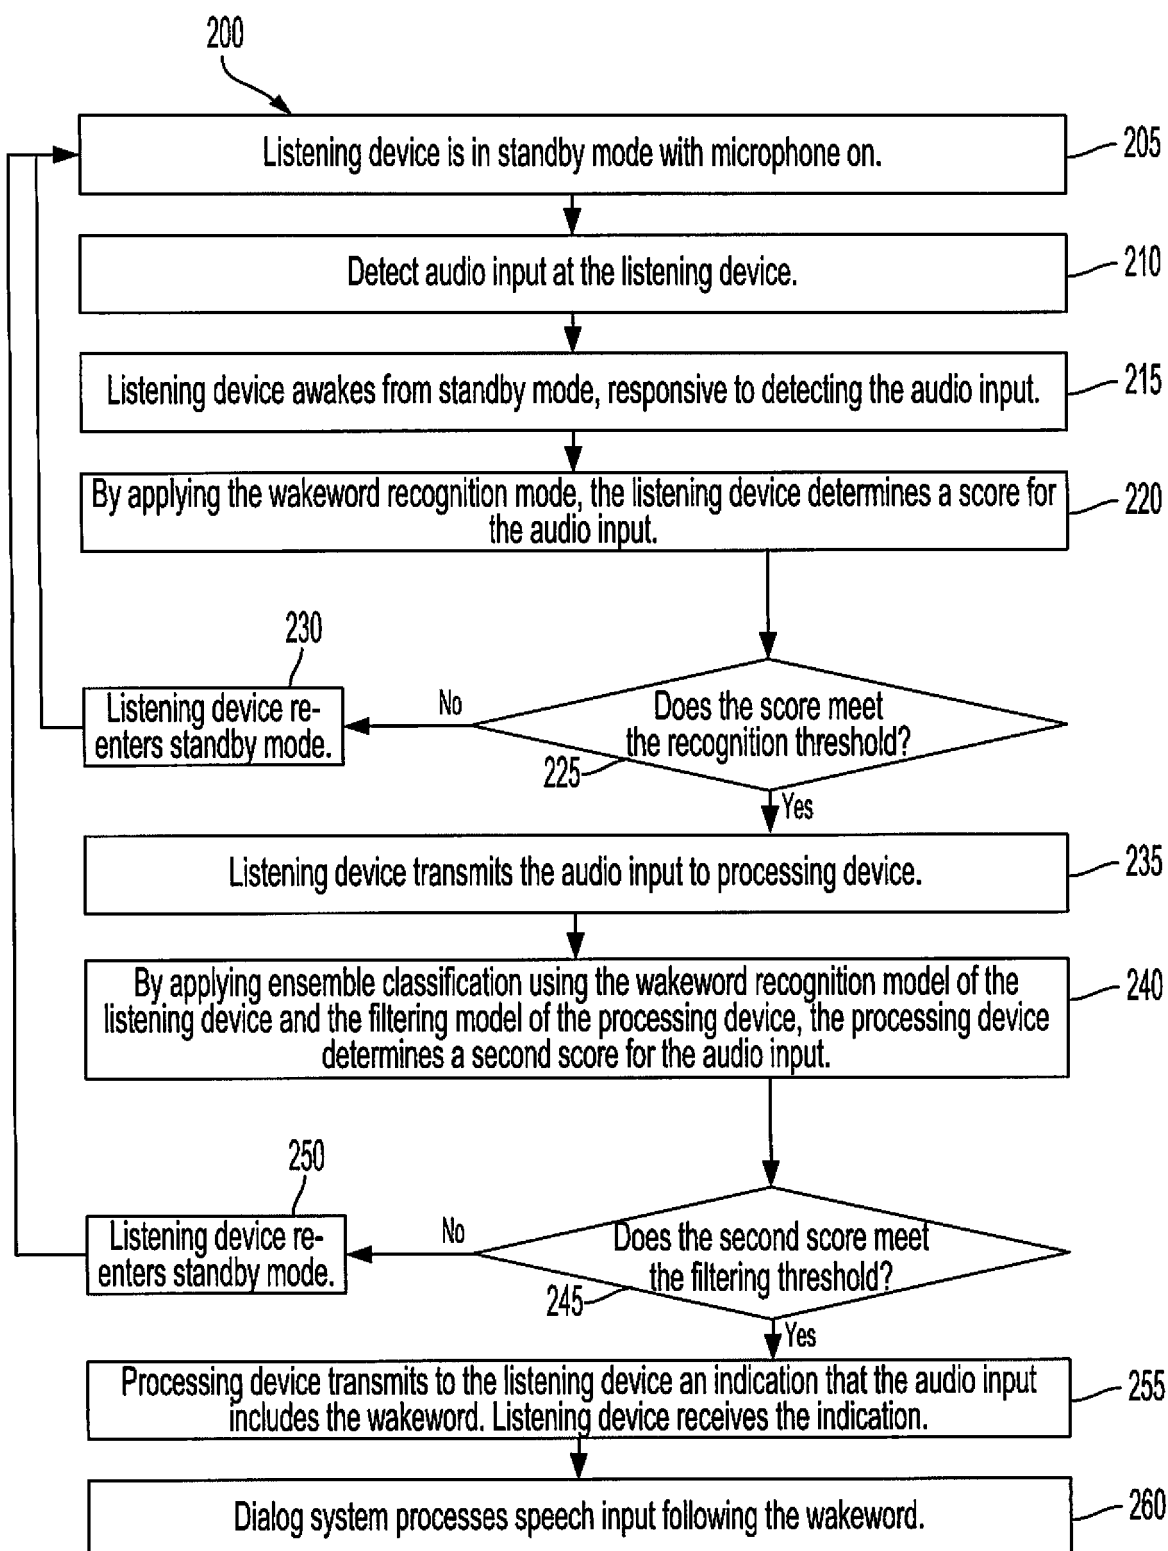 200
Listening device is in standby mode with microphone on.
205
Detect audio input at the listening device.
210
Listening device awakes from standby mode, responsive to detecting the audio input.
215
By applying the wakeword recognition mode, the listening device determines a score for
the audio input.
220
230
Listening device re-
enters standby mode.
No
Does the score meet
the recognition threshold?
225
Yes
Listening device transmits the audio input to processing device.
235
By applying ensemble classification using the wakeword recognition model of the
listening device and the filtering model of the processing device, the processing device
determines a second score for the audio input.
240
250
Listening device re-
enters standby mode.
No
Does the second score meet
the filtering threshold?
245
Yes
Processing device transmits to the listening device an indication that the audio input
includes the wakeword. Listening device receives the indication.
255
Dialog system processes speech input following the wakeword.
260